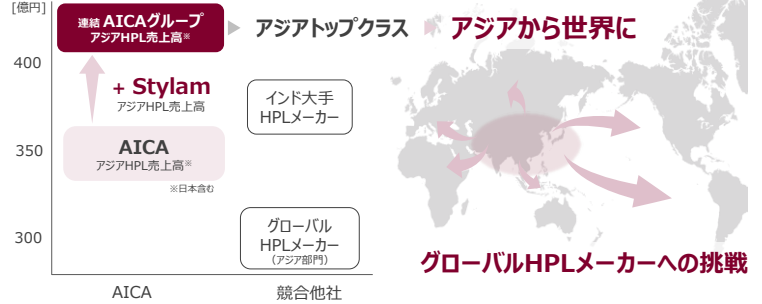 [億円]
連結 AICAグループ
アジアHPL売上高※
アジアトップクラス
アジアから世界に
400
+ Stylam
アジアHPL売上高
インド大手
HPLメーカー
350
AICA
アジアHPL売上高※
※日本含む
300
グローバル
HPLメーカー
(アジア部門)
グローバルHPLメーカーへの挑戦
AICA
競合他社